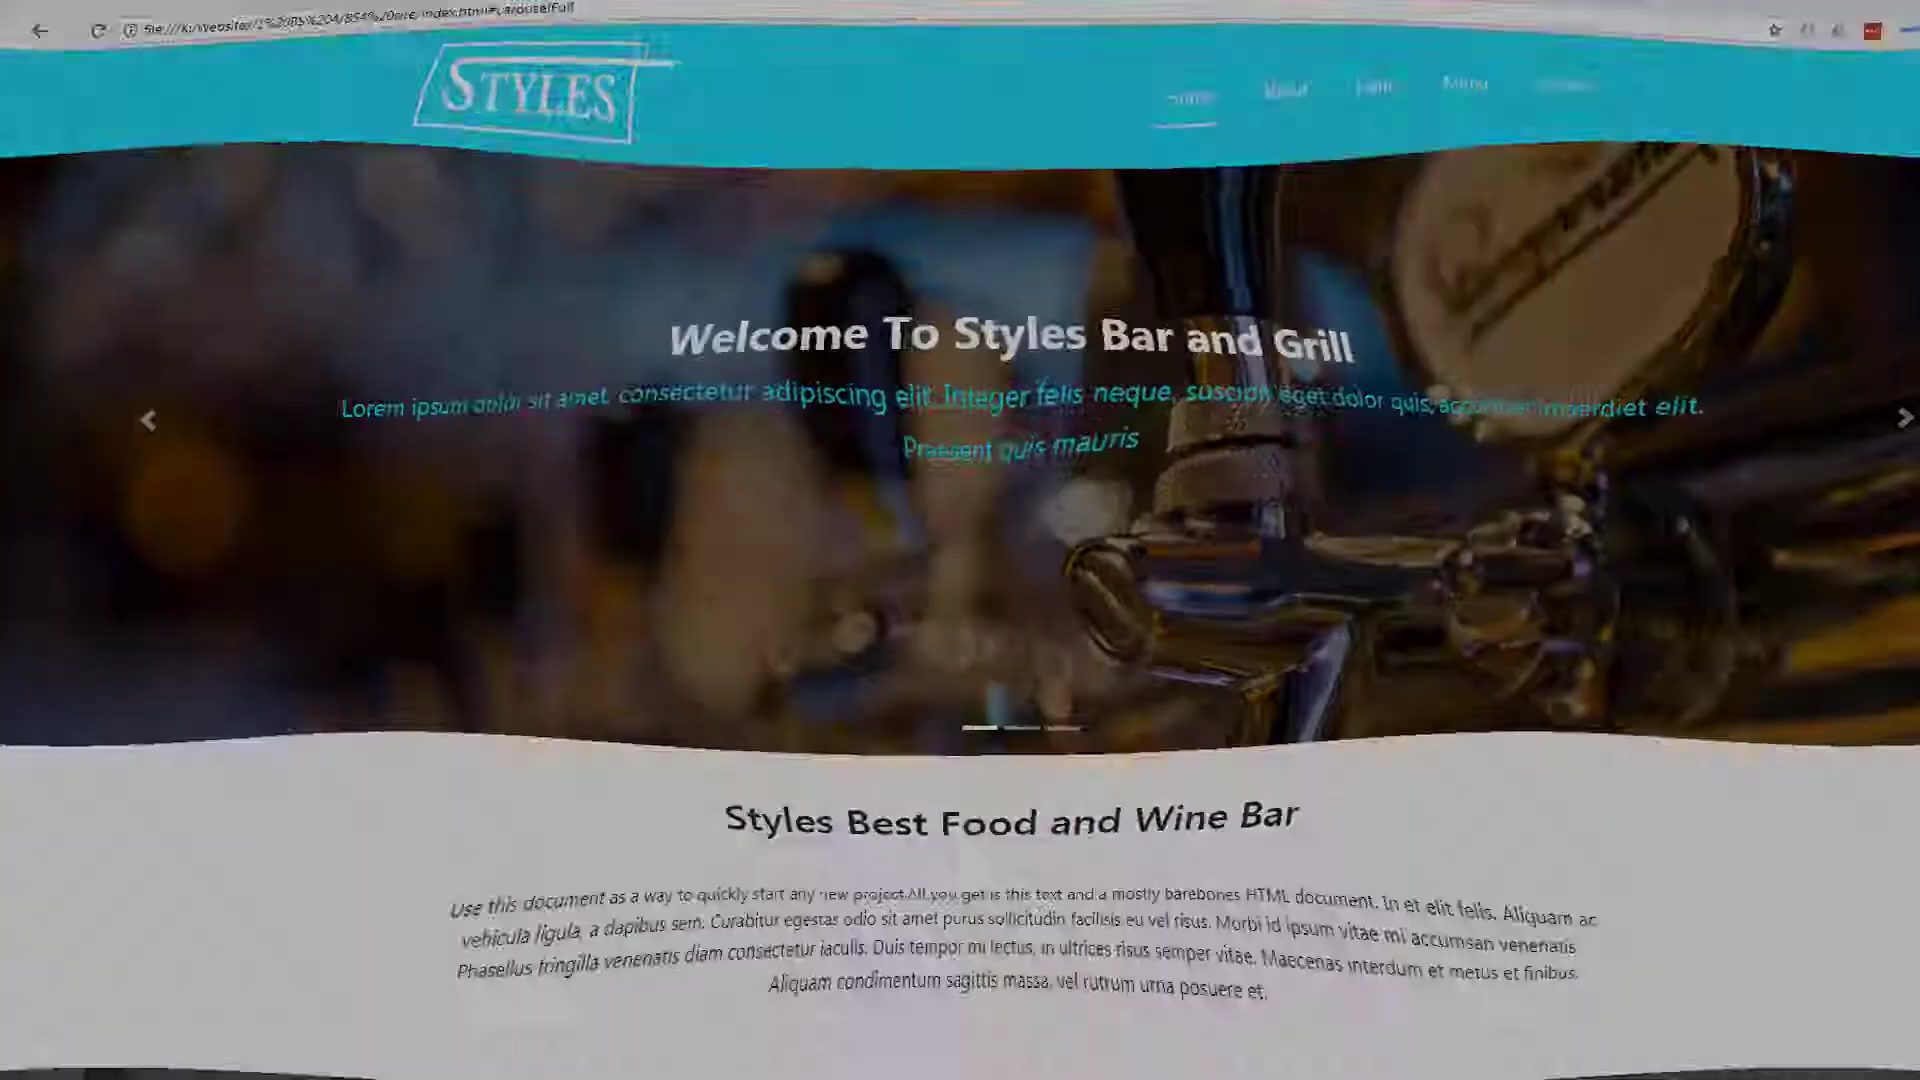 STYLES
Home About Menu
Welcome To Styles Bar and Grill
Lorem ipsum dolor sit amet, consectetur adipiscing elit. Integer felis neque, suscipit eget dolor quis, accumsan imperdiet elit.
Praesent quis mauris
Styles Best Food and Wine Bar
Use this document as a way to quickly start any new project.All you get is this text and a mostly barebones HTML document. In et elit felis. Aliquam ac
vehicula ligula, a dapibus sem. Curabitur egestas odio sit amet purus sollicitudin facilisis eu vel risus. Morbi id ipsum vitae mi accumsan venenatis
Phasellus fringilla venenatis diam consectetur iaculis. Duis tempor mi lectus, in ultrices risus semper vitae. Maecenas interdum et metus et finibus.
Aliquam condimentum sagittis massa, vel rutrum urna posuere et.